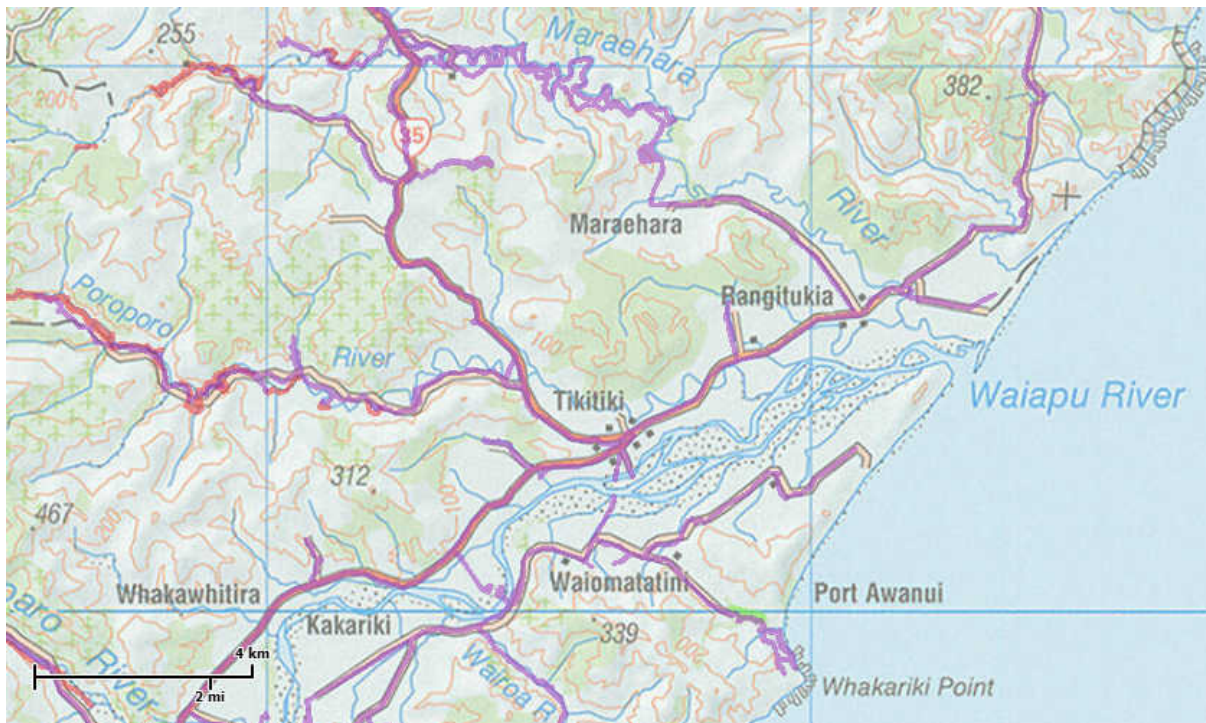 255
Maraehara
382
200
35
Maraehara
River
Rangitukia
Poroporo
River
100
Tikitiki
Waiapu River
312
100
467
200
Whakawhitira
Waiomatatini
Port Awanui
Kakariki
339
4 km
River
Wairoa R
2 mi
Whakariki Point